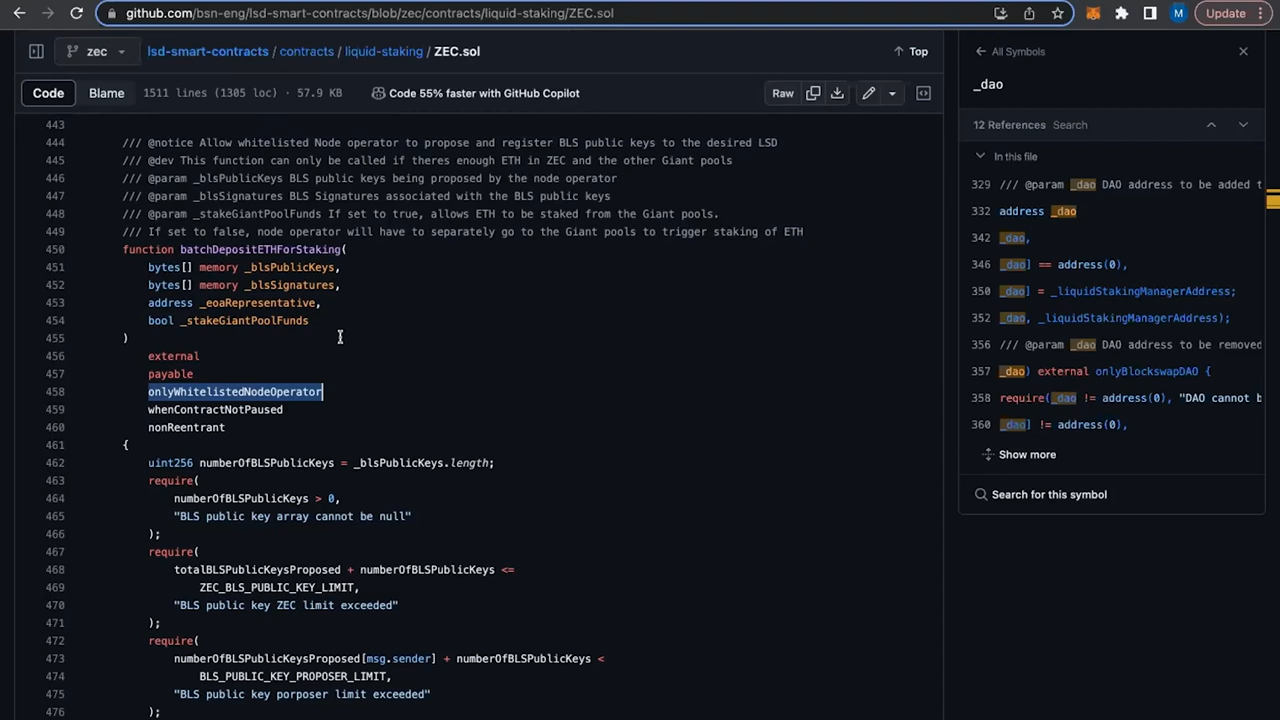 github.com/bsn-eng/lsd-smart-contracts/blob/zec/contracts/liquid-staking/ZEC.sol
M
Update
zec
lsd-smart-contracts / contracts / liquid-staking / ZEC.sol
Top
All Symbols
Code
Blame
1511 lines (1305 loc) · 57.9 KB
Code 55% faster with GitHub Copilot
Raw
_dao
12 References
Search
In this file
329 /// @param _dao DAO address to be added t
332 address _dao
342 _dao,
346 _dao] == address(0),
350 _dao] = _liquidStakingManagerAddress;
352 _dao, _liquidStakingManagerAddress);
356 /// @param _dao DAO address to be removed
357 _dao) external onlyBlockswapDAO {
358 require(_dao != address(0), "DAO cannot b
360 _dao] != address(0),
Show more
Search for this symbol
443
444 /// @notice Allow whitelisted Node operator to propose and register BLS public keys to the desired LSD
445 /// @dev This function can only be called if theres enough ETH in ZEC and the other Giant pools
446 /// @param _blsPublicKeys BLS public keys being proposed by the node operator
447 /// @param _blsSignatures BLS Signatures associated with the BLS public keys
448 /// @param _stakeGiantPoolFunds If set to true, allows ETH to be staked from the Giant pools.
449 /// If set to false, node operator will have to separately go to the Giant pools to trigger staking of ETH
450 function batchDepositETHForStaking(
451 bytes[] memory _blsPublicKeys,
452 bytes[] memory _blsSignatures,
453 address _eoaRepresentative,
454 bool _stakeGiantPoolFunds
455 )
456 external
457 payable
458 onlyWhitelistedNodeOperator
459 whenContractNotPaused
460 nonReentrant
461 {
462 uint256 numberOfBLSPublicKeys = _blsPublicKeys.length;
463 require(
464 numberOfBLSPublicKeys > 0,
465 "BLS public key array cannot be null"
466 );
467 require(
468 totalBLSPublicKeysProposed + numberOfBLSPublicKeys <=
469 ZEC_BLS_PUBLIC_KEY_LIMIT,
470 "BLS public key ZEC limit exceeded"
471 );
472 require(
473 numberOfBLSPublicKeysProposed[msg.sender] + numberOfBLSPublicKeys <
474 BLS_PUBLIC_KEY_PROPOSER_LIMIT,
475 "BLS public key porposer limit exceeded"
476 );